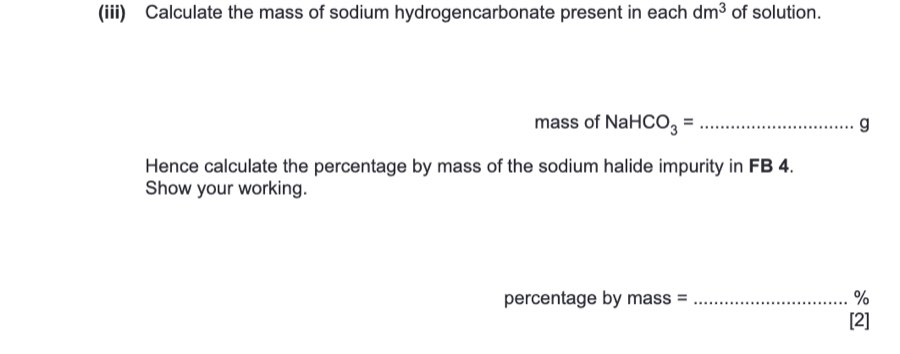 (iii) Calculate the mass of sodium hydrogencarbonate present in each dm³ of solution.
mass of NaHCO₃ = .............................. g
Hence calculate the percentage by mass of the sodium halide impurity in FB 4.
Show your working.
percentage by mass = .............................. %
[2]